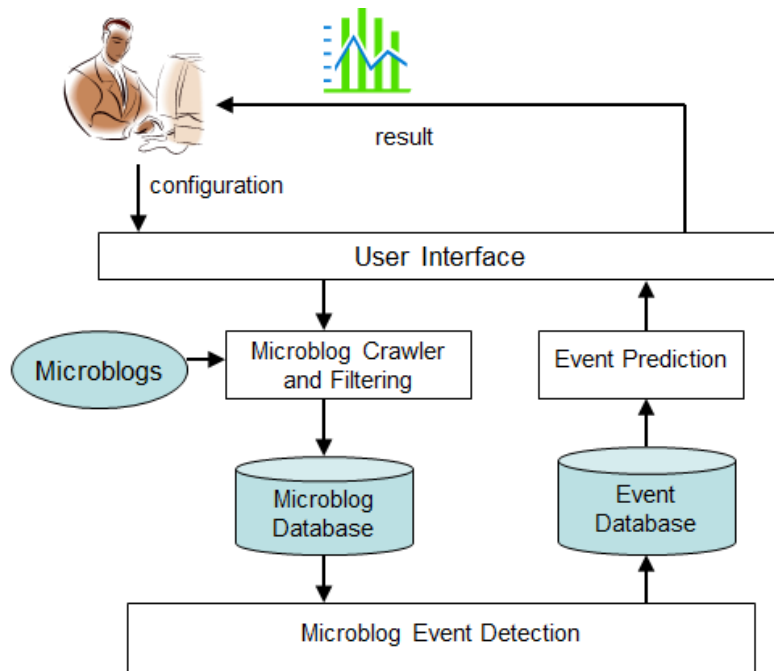 result
configuration
User Interface
Microblogs
Microblog Crawler
and Filtering
Event Prediction
Microblog
Database
Event
Database
Microblog Event Detection